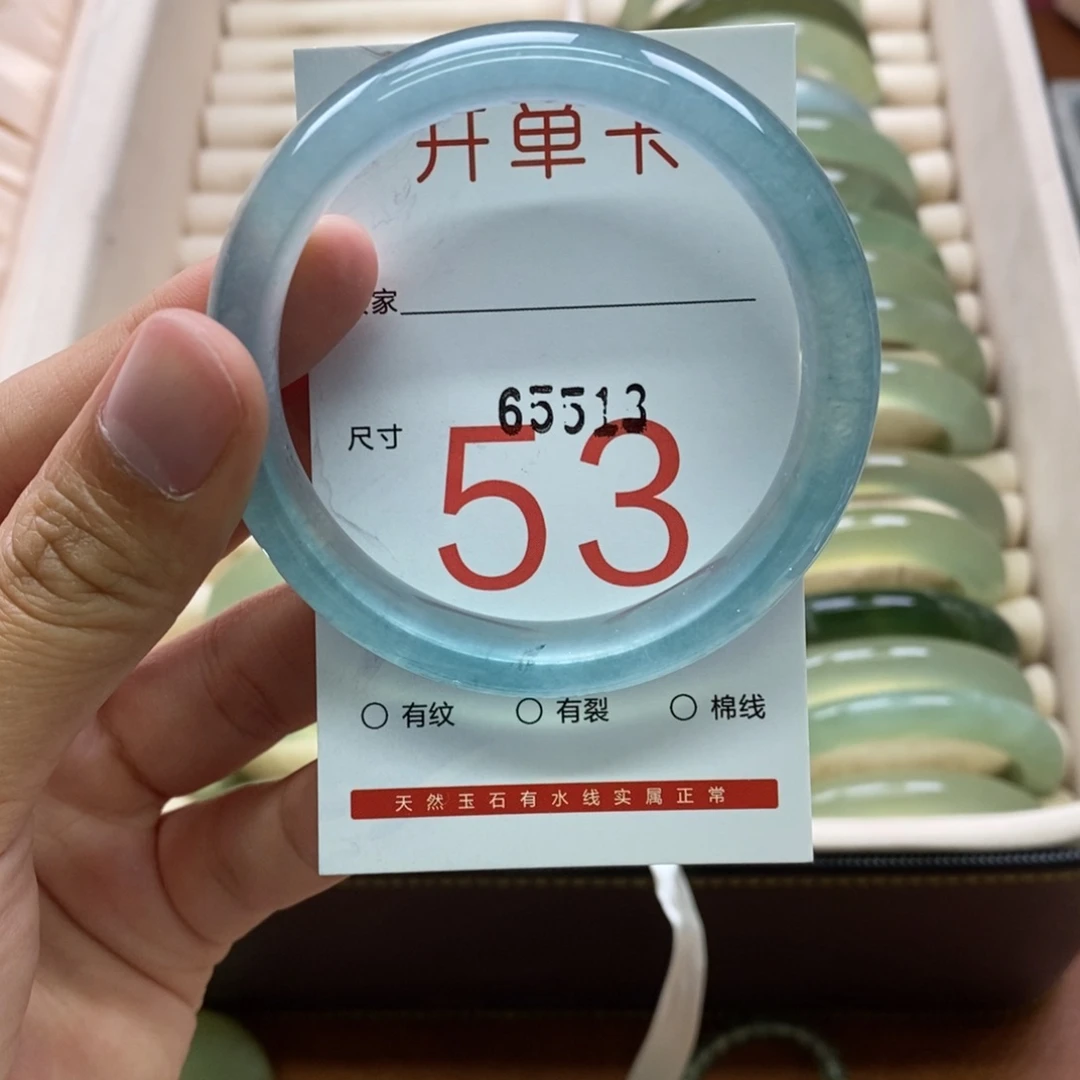 开单卡
家
65513
尺寸 53
有纹 有裂 棉线
天然玉石有水线实属正常